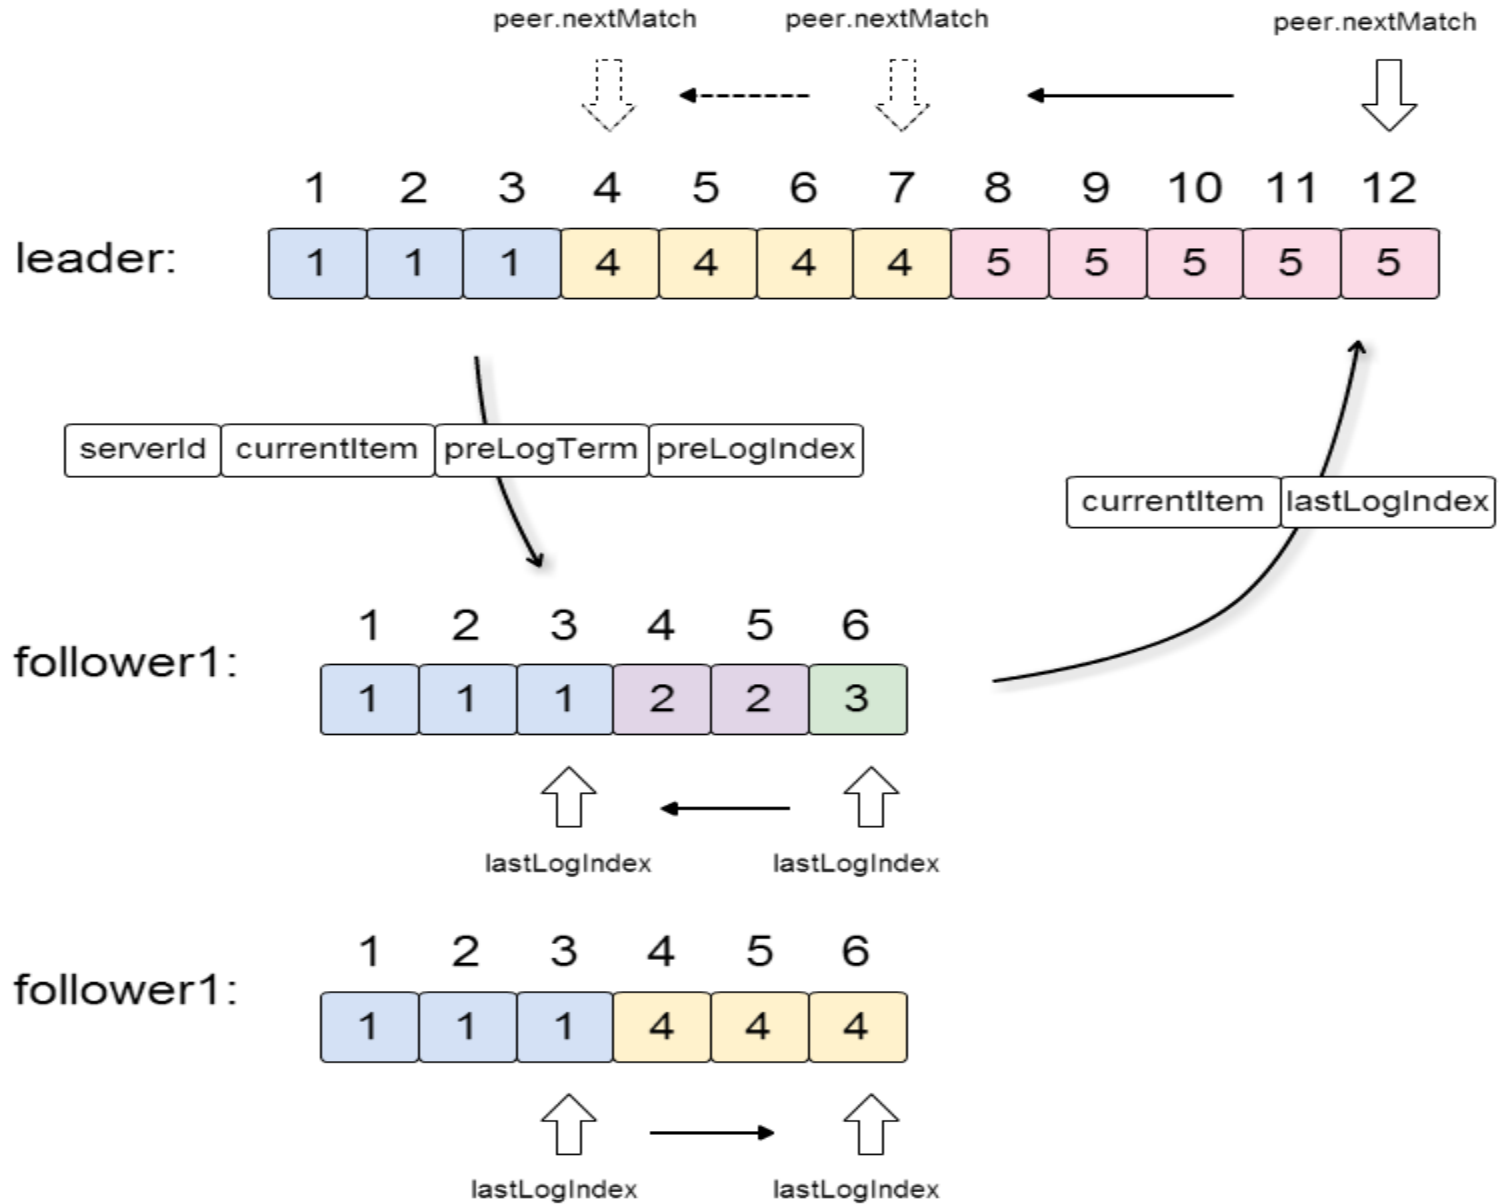 peer.nextMatch peer.nextMatch peer.nextMatch
1 2 3 4 5 6 7 8 9 10 11 12
leader: 1 1 1 4 4 4 4 5 5 5 5 5
serverId currentItem preLogTerm preLogIndex
currentItem lastLogIndex
1 2 3 4 5 6
follower1: 1 1 1 2 2 3
lastLogIndex lastLogIndex
1 2 3 4 5 6
follower1: 1 1 1 4 4 4
lastLogIndex lastLogIndex